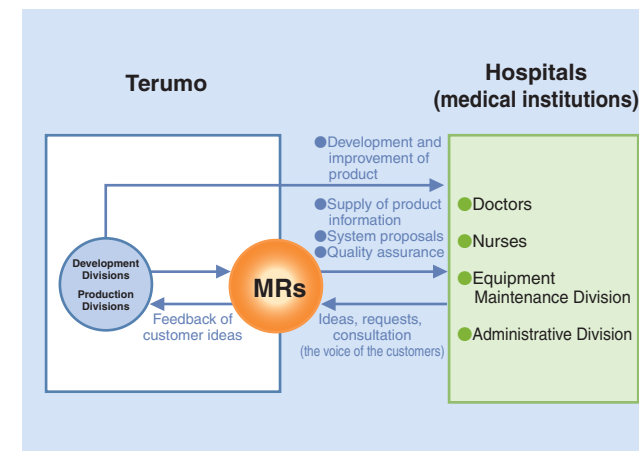 Terumo
Hospitals
(medical institutions)
●Development and
improvement of
product
●Supply of product
information
●System proposals
●Quality assurance
Development
Divisions
Production
Divisions
MRs
Feedback of
customer ideas
Ideas, requests,
consultation
(the voice of the customers)
●Doctors
●Nurses
●Equipment
Maintenance Division
●Administrative Division